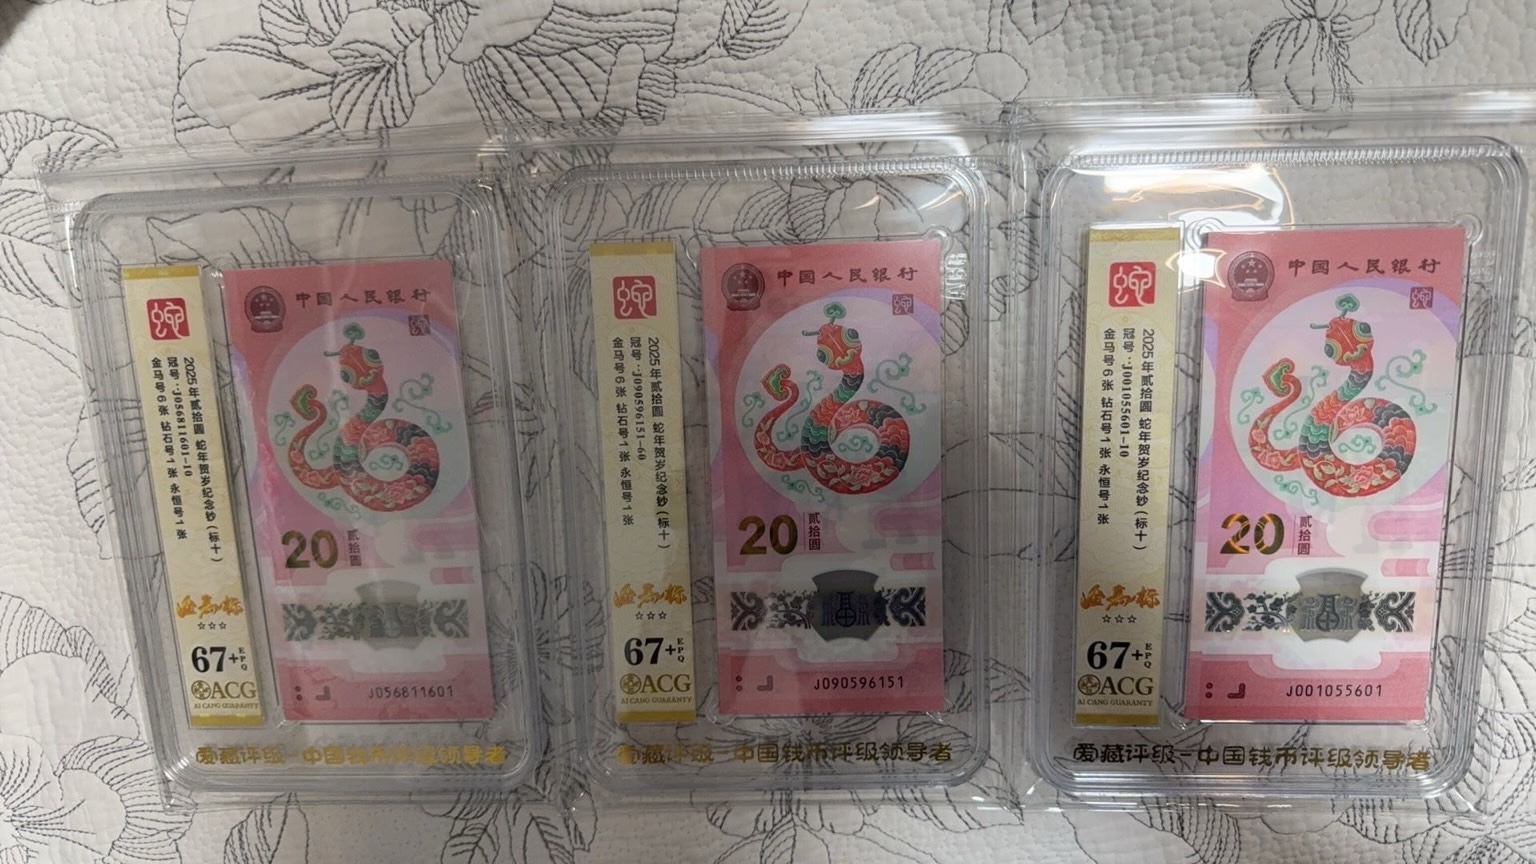 蛇
2025年贰拾圆 蛇年贺岁纪念钞(标十)
冠号:J056811601-10
金马号6张 钻石号1张 永恒号1张
☆☆☆
67+EPQ
ACG
AI CANG GUARANTY
中国人民银行
蛇
20
贰拾圆
J056811601
爱藏评级-中国钱币评级领导者
蛇
2025年贰拾圆 蛇年贺岁纪念钞(标十)
冠号:J090596151-60
金马号6张 钻石号1张 永恒号1张
☆☆☆
67+EPQ
ACG
AI CANG GUARANTY
中国人民银行
蛇
20
贰拾圆
福
J090596151
爱藏评级-中国钱币评级领导者
蛇
2025年贰拾圆 蛇年贺岁纪念钞(标十)
冠号:J001055601-10
金马号6张 钻石号1张 永恒号1张
☆☆☆
67+EPQ
ACG
AI CANG GUARANTY
中国人民银行
蛇
20
贰拾圆
福
J001055601
爱藏评级-中国钱币评级领导者